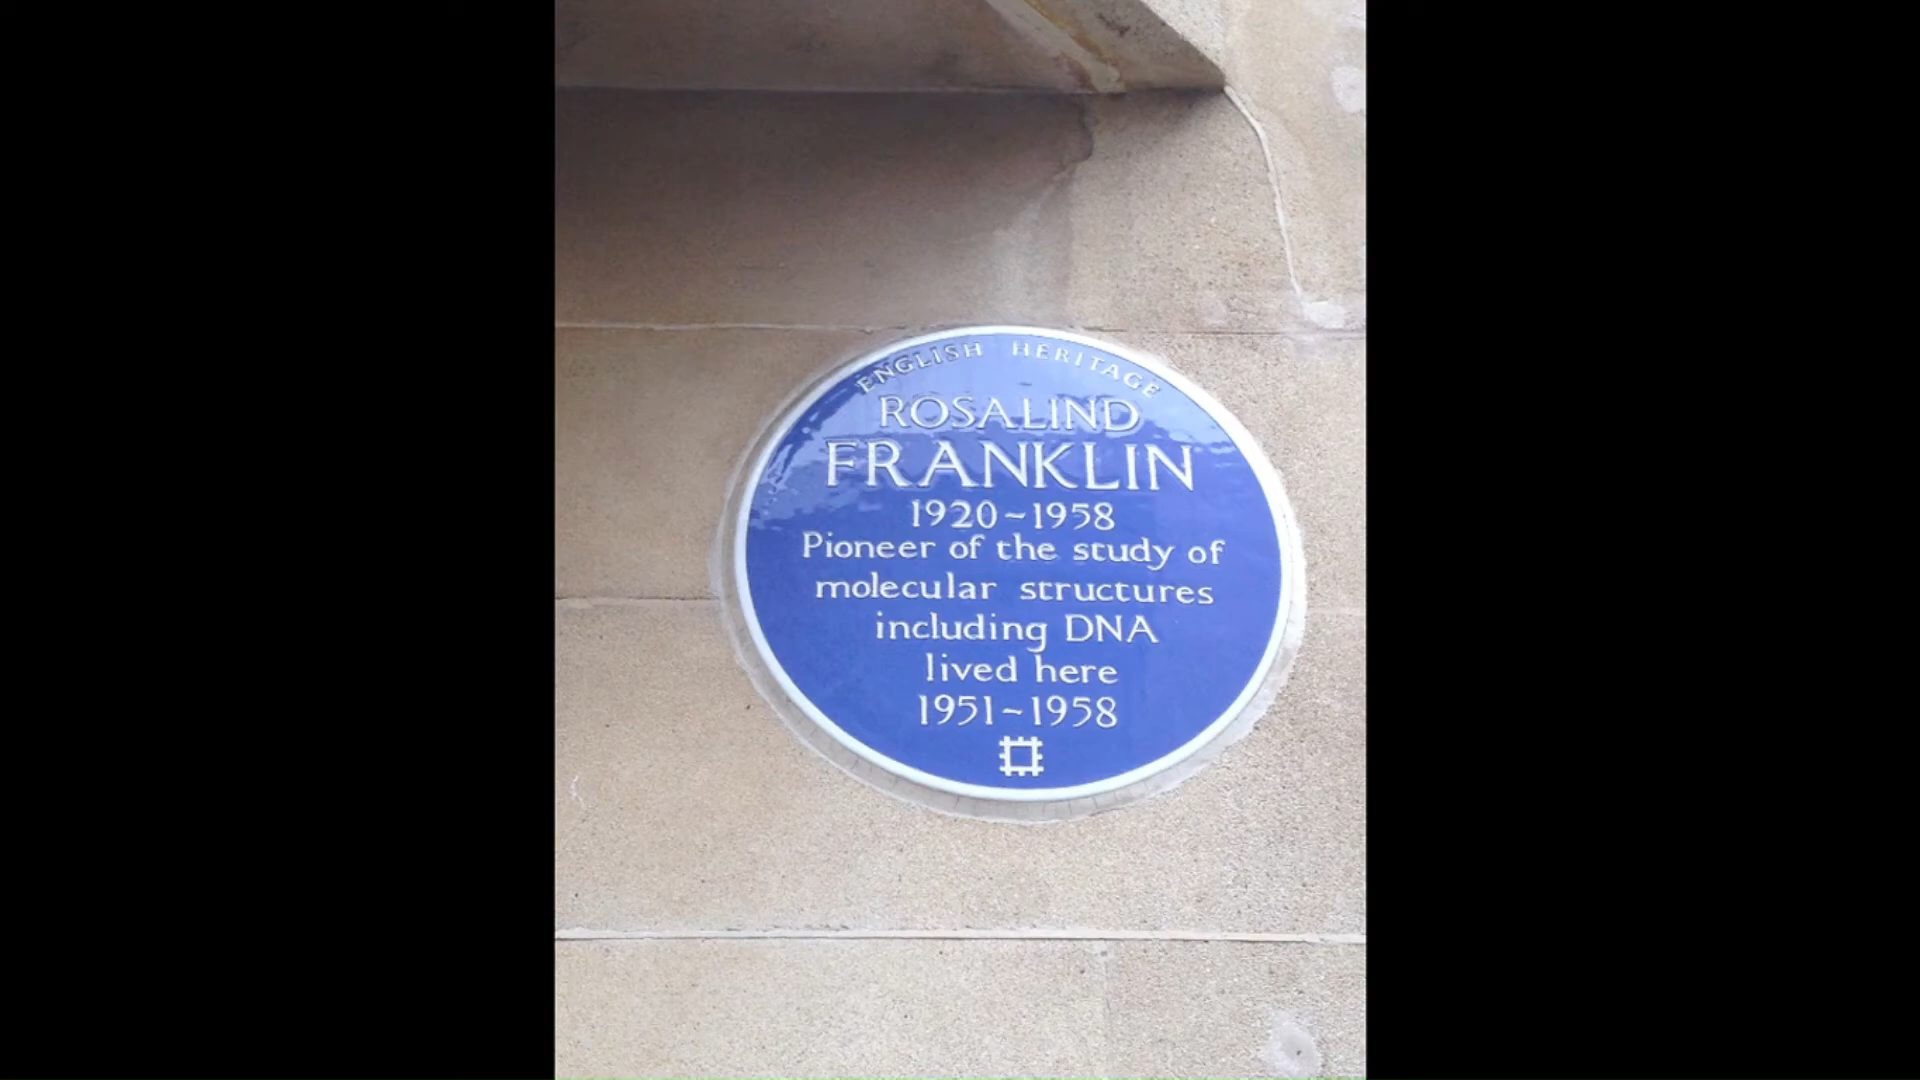 ENGLISH HERITAGE
ROSALIND
FRANKLIN
1920~1958
Pioneer of the study of
molecular structures
including DNA
lived here
1951~1958